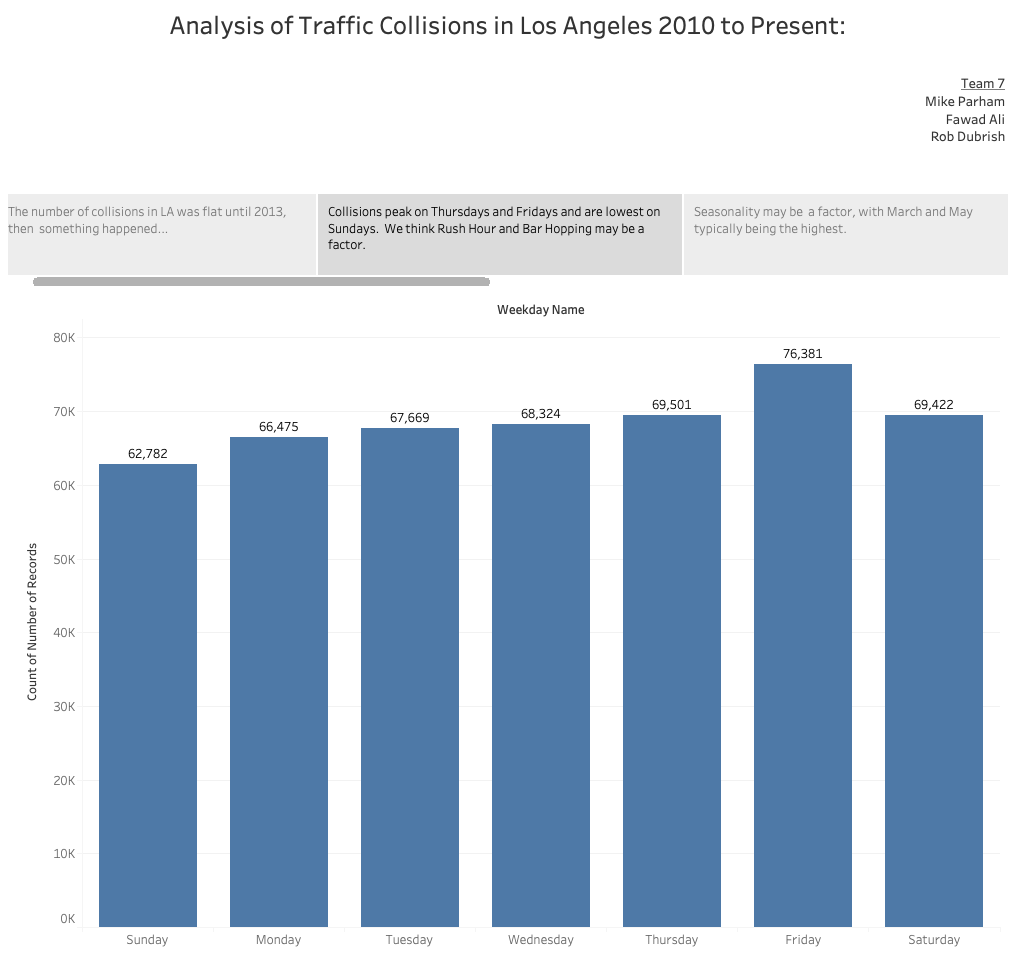 Analysis of Traffic Collisions in Los Angeles 2010 to Present:
Team 7
Mike Parham
Fawad Ali
Rob Dubrish
The number of collisions in LA was flat until 2013,
then  something happened...
Collisions peak on Thursdays and Fridays and are lowest on
Sundays.  We think Rush Hour and Bar Hopping may be a
factor.
Seasonality may be  a factor, with March and May
typically being the highest.
Weekday Name
Count of Number of Records
80K
70K
60K
50K
40K
30K
20K
10K
0K
62,782
66,475
67,669
68,324
69,501
76,381
69,422
Sunday
Monday
Tuesday
Wednesday
Thursday
Friday
Saturday